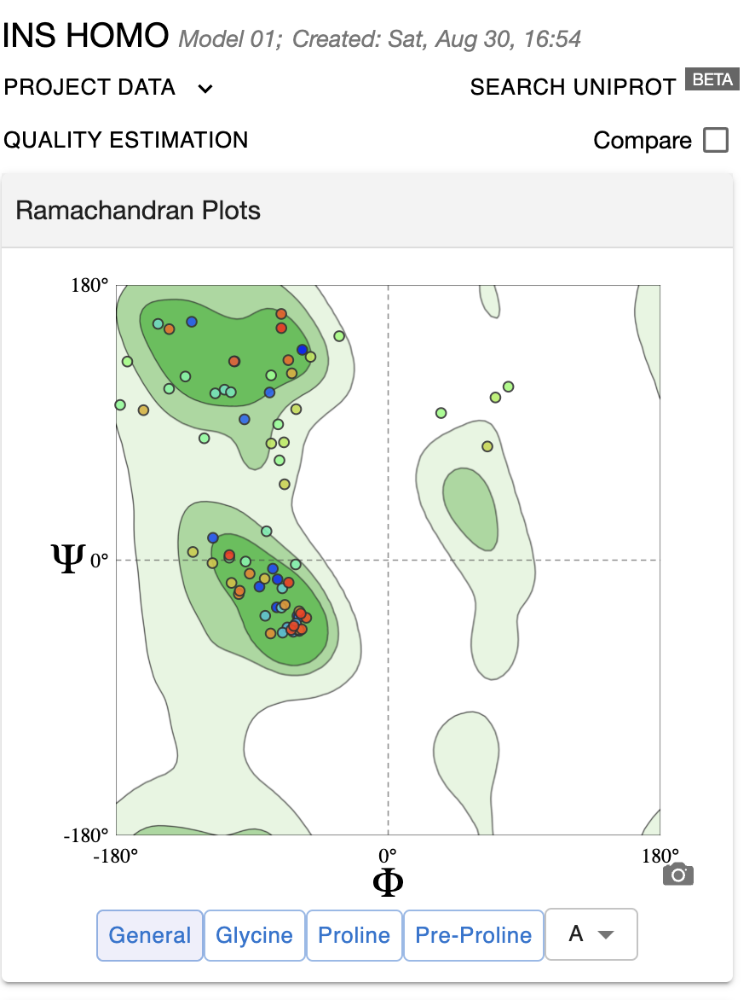 INS HOMO Model 01; Created: Sat, Aug 30, 16:54
PROJECT DATA
SEARCH UNIPROT BETA
QUALITY ESTIMATION
Compare
Ramachandran Plots
180°
Ψ 0°
-180°
-180° 0° 180°
Φ
General Glycine Proline Pre-Proline A